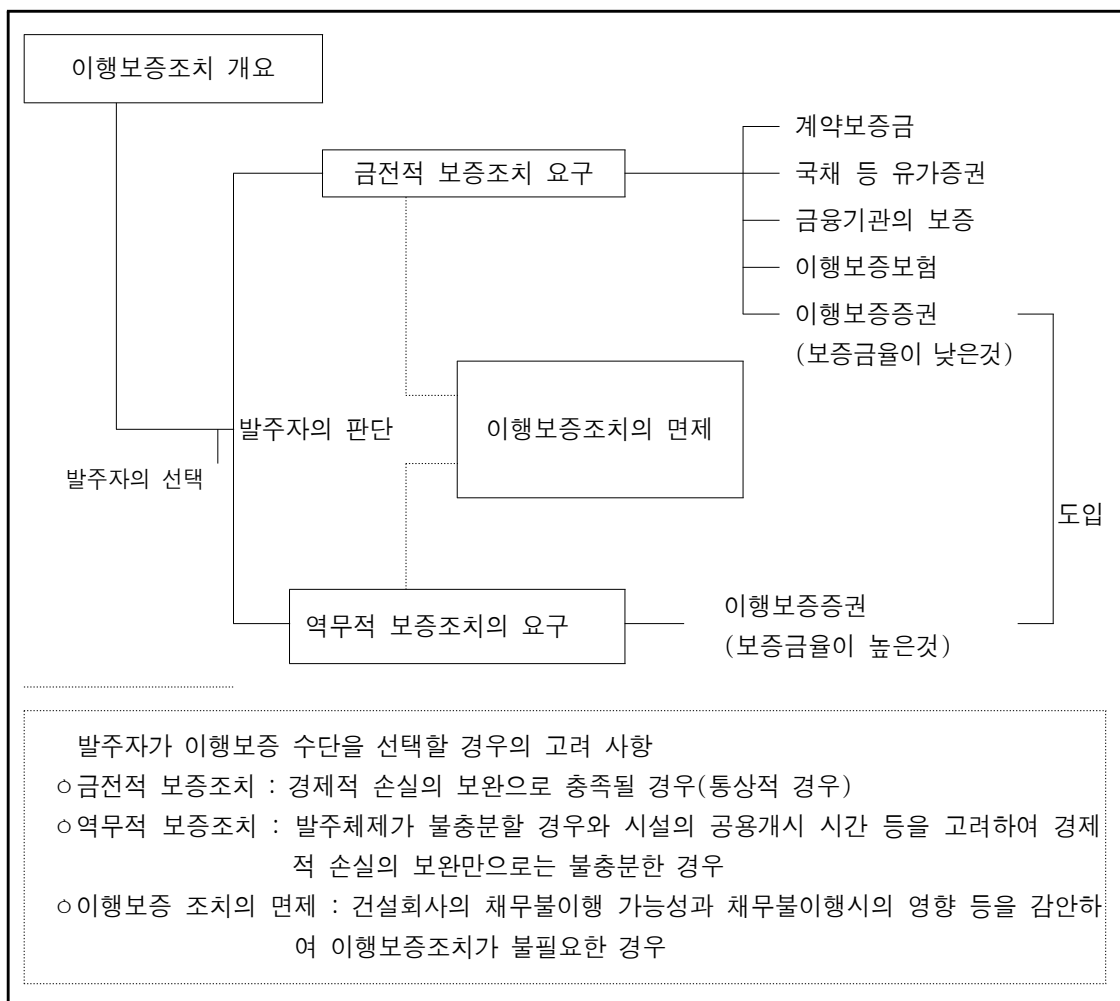 이행보증조치 개요
금전적 보증조치 요구
계약보증금
국채 등 유가증권
금융기관의 보증
이행보증보험
이행보증증권
(보증금율이 낮은것)
발주자의 판단
이행보증조치의 면제
발주자의 선택
도입
역무적 보증조치의 요구
이행보증증권
(보증금율이 높은것)
발주자가 이행보증 수단을 선택할 경우의 고려 사항
○금전적 보증조치 : 경제적 손실의 보완으로 충족될 경우(통상적 경우)
○역무적 보증조치 : 발주체제가 불충분할 경우와 시설의 공용개시 시간 등을 고려하여 경제
적 손실의 보완만으로는 불충분한 경우
○이행보증 조치의 면제 : 건설회사의 채무불이행 가능성과 채무불이행시의 영향 등을 감안하
여 이행보증조치가 불필요한 경우